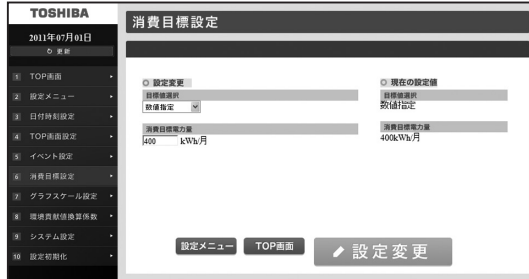 TOSHIBA
2011年07月01日
更新
1 TOP画面
2 設定メニュー
3 日付時刻設定
4 TOP画面設定
5 イベント設定
6 消費目標設定
7 グラフスケール設定
8 環境貢献値換算係数
9 システム設定
10 設定初期化
消費目標設定
設定変更
目標値選択
数値指定
消費目標電力量
400 kWh/月
現在の設定値
目標値選択
数値指定
消費目標電力量
400kWh/月
設定メニュー
TOP画面
設定変更